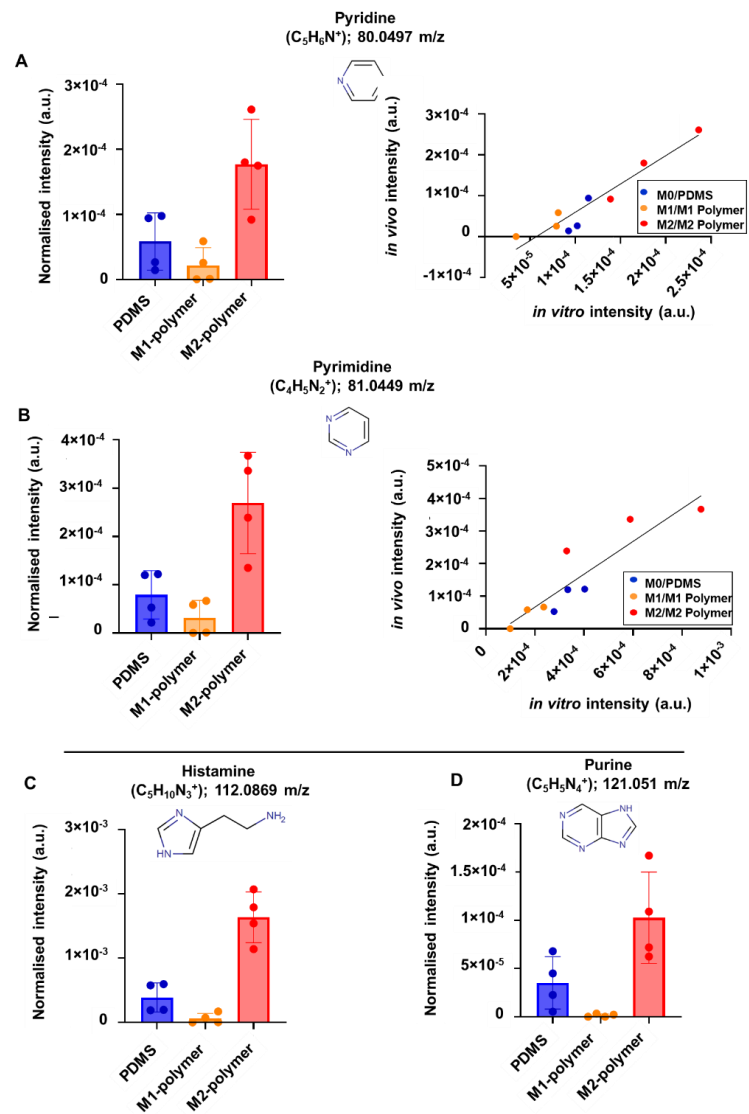 Pyridine
(C₅H₆N⁺); 80.0497 m/z
A
Normalised intensity (a.u.)
3×10⁻⁴
2×10⁻⁴
1×10⁻⁴
0
PDMS
M1-polymer
M2-polymer
N
in vivo intensity (a.u.)
3×10⁻⁴
2×10⁻⁴
1×10⁻⁴
0
-1×10⁻⁴
M0/PDMS
M1/M1 Polymer
M2/M2 Polymer
5×10⁻⁵
1×10⁻⁴
1.5×10⁻⁴
2×10⁻⁴
2.5×10⁻⁴
in vitro intensity (a.u.)
Pyrimidine
(C₄H₅N₂⁺); 81.0449 m/z
B
Normalised intensity (a.u.)
4×10⁻⁴
3×10⁻⁴
2×10⁻⁴
1×10⁻⁴
0
PDMS
M1-polymer
M2-polymer
N
N
in vivo intensity (a.u.)
5×10⁻⁴
4×10⁻⁴
3×10⁻⁴
2×10⁻⁴
1×10⁻⁴
0
M0/PDMS
M1/M1 Polymer
M2/M2 Polymer
0
2×10⁻⁴
4×10⁻⁴
6×10⁻⁴
8×10⁻⁴
1×10⁻³
in vitro intensity (a.u.)
C
Histamine
(C₅H₁₀N₃⁺); 112.0869 m/z
N
NH₂
HN
Normalised intensity (a.u.)
3×10⁻³
2×10⁻³
1×10⁻³
0
PDMS
M1-polymer
M2-polymer
D
Purine
(C₅H₅N₄⁺); 121.051 m/z
N
NH
N
N
Normalised intensity (a.u.)
2×10⁻⁴
1.5×10⁻⁴
1×10⁻⁴
5×10⁻⁵
0
PDMS
M1-polymer
M2-polymer